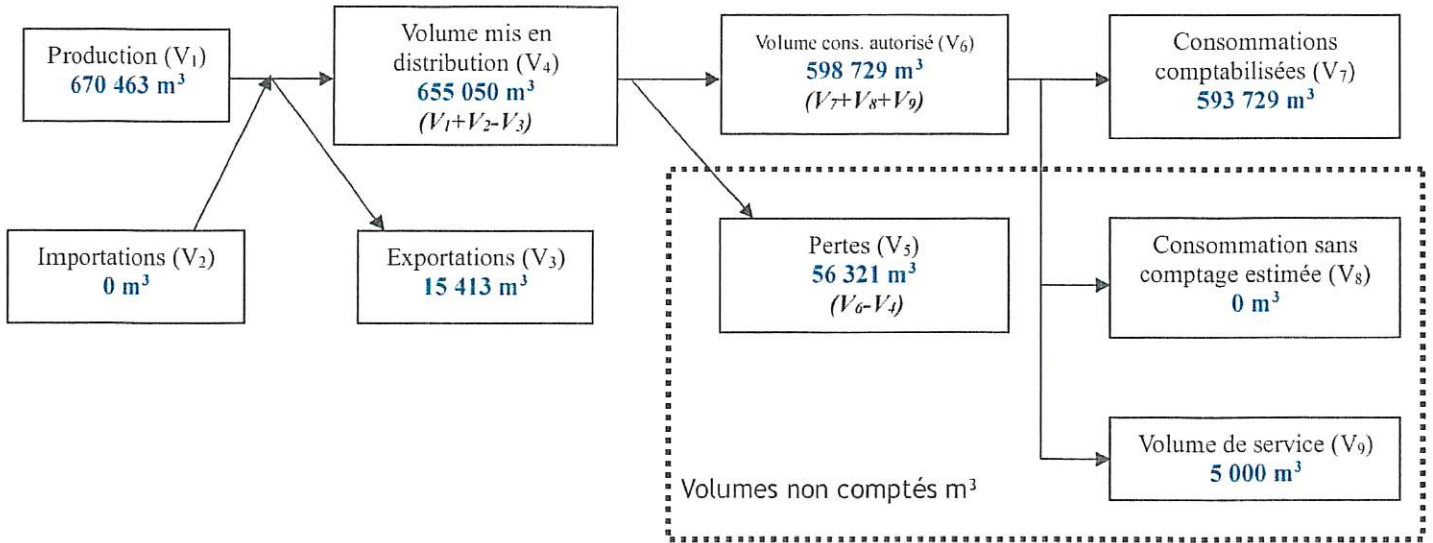 Production (V₁)
670 463 m³
Volume mis en
distribution (V₄)
655 050 m³
(V₁+V₂-V₃)
Volume cons. autorisé (V₆)
598 729 m³
(V₇+V₈+V₉)
Consommations
comptabilisées (V₇)
593 729 m³
Importations (V₂)
0 m³
Exportations (V₃)
15 413 m³
Pertes (V₅)
56 321 m³
(V₆-V₄)
Consommation sans
comptage estimée (V₈)
0 m³
Volume de service (V₉)
5 000 m³
Volumes non comptés m³